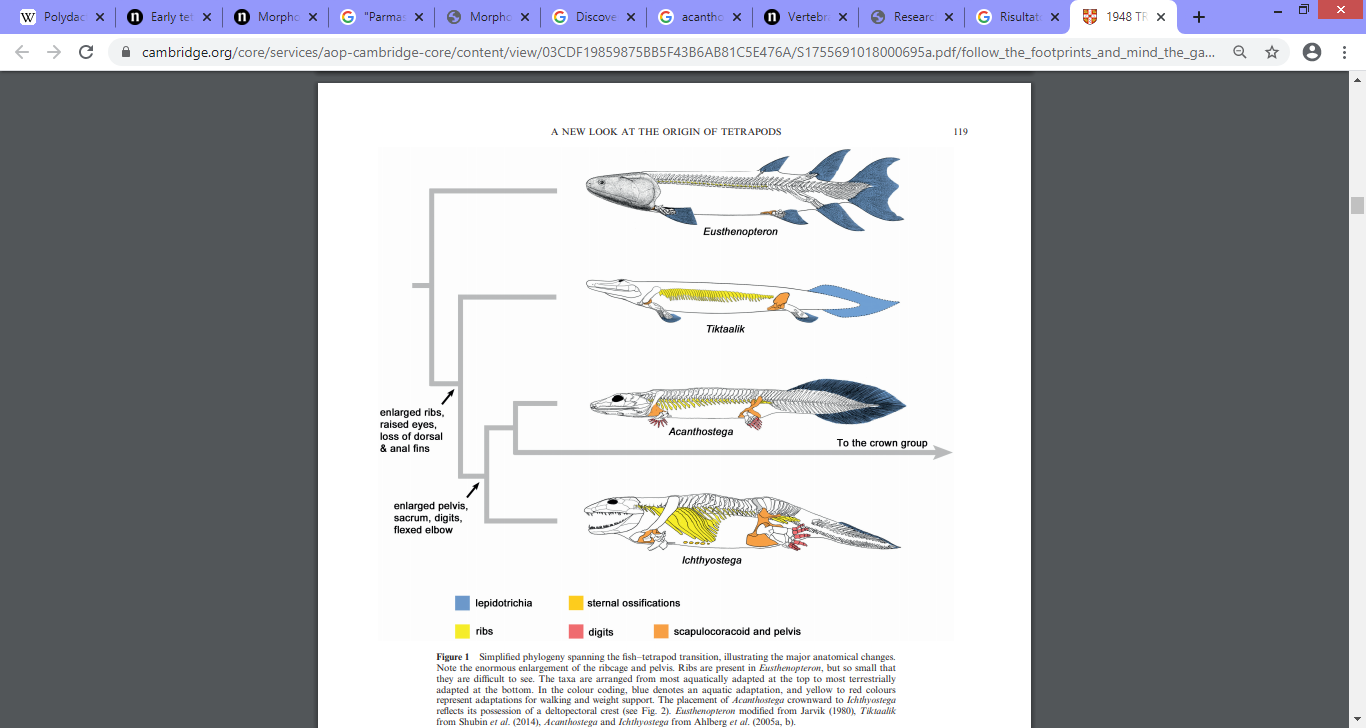 Polydac
Early tet
Morpho
"Parmas
Morpho
Discove
acantho
Vertebra
Researc
Risultato
1948 TR
cambridge.org/core/services/aop-cambridge-core/content/view/03CDF19859875BB5F43B6AB81C5E476A/S1755691018000695a.pdf/follow_the_footprints_and_mind_the_ga...
A NEW LOOK AT THE ORIGIN OF TETRAPODS 119
Eusthenopteron
Tiktaalik
enlarged ribs,
raised eyes,
loss of dorsal
& anal fins
Acanthostega
To the crown group
enlarged pelvis,
sacrum, digits,
flexed elbow
Ichthyostega
lepidotrichia
sternal ossifications
ribs
digits
scapulocoracoid and pelvis
Figure 1 Simplified phylogeny spanning the fish–tetrapod transition, illustrating the major anatomical changes.
Note the enormous enlargement of the ribcage and pelvis. Ribs are present in Eusthenopteron, but so small that
they are difficult to see. The taxa are arranged from most aquatically adapted at the top to most terrestrially
adapted at the bottom. In the colour coding, blue denotes an aquatic adaptation, and yellow to red colours
represent adaptations for walking and weight support. The placement of Acanthostega crownward to Ichthyostega
reflects its possession of a deltopectoral crest (see Fig. 2). Eusthenopteron modified from Jarvik (1980), Tiktaalik
from Shubin et al. (2014), Acanthostega and Ichthyostega from Ahlberg et al. (2005a, b).